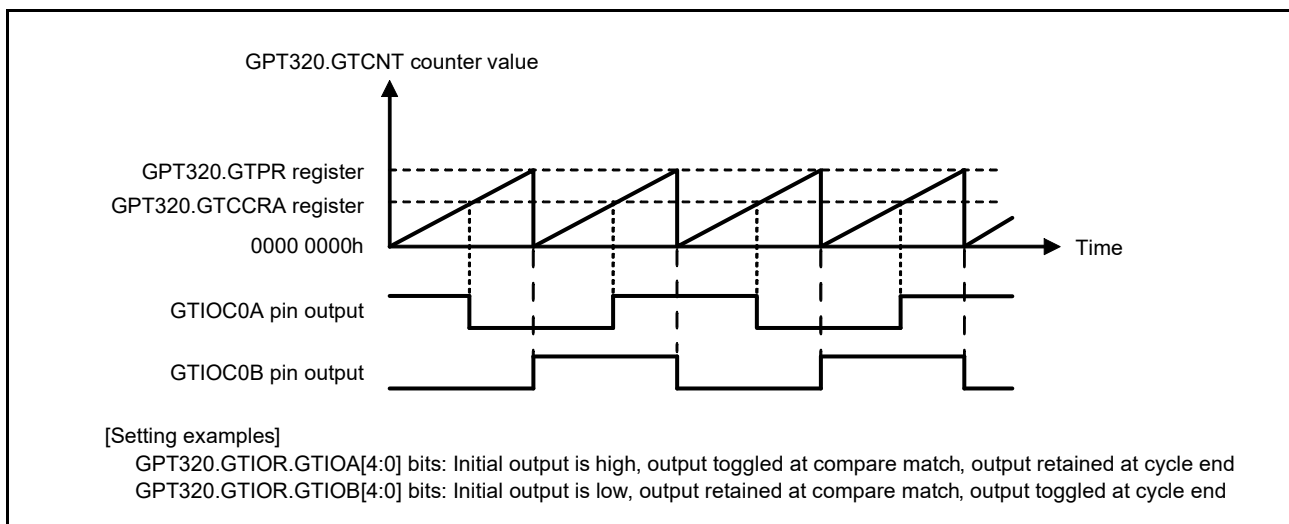 GPT320.GTCNT counter value
GPT320.GTPR register
GPT320.GTCCRA register
0000 0000h
Time
GTIOC0A pin output
GTIOC0B pin output
[Setting examples]
GPT320.GTIOR.GTIOA[4:0] bits: Initial output is high, output toggled at compare match, output retained at cycle end
GPT320.GTIOR.GTIOB[4:0] bits: Initial output is low, output retained at compare match, output toggled at cycle end